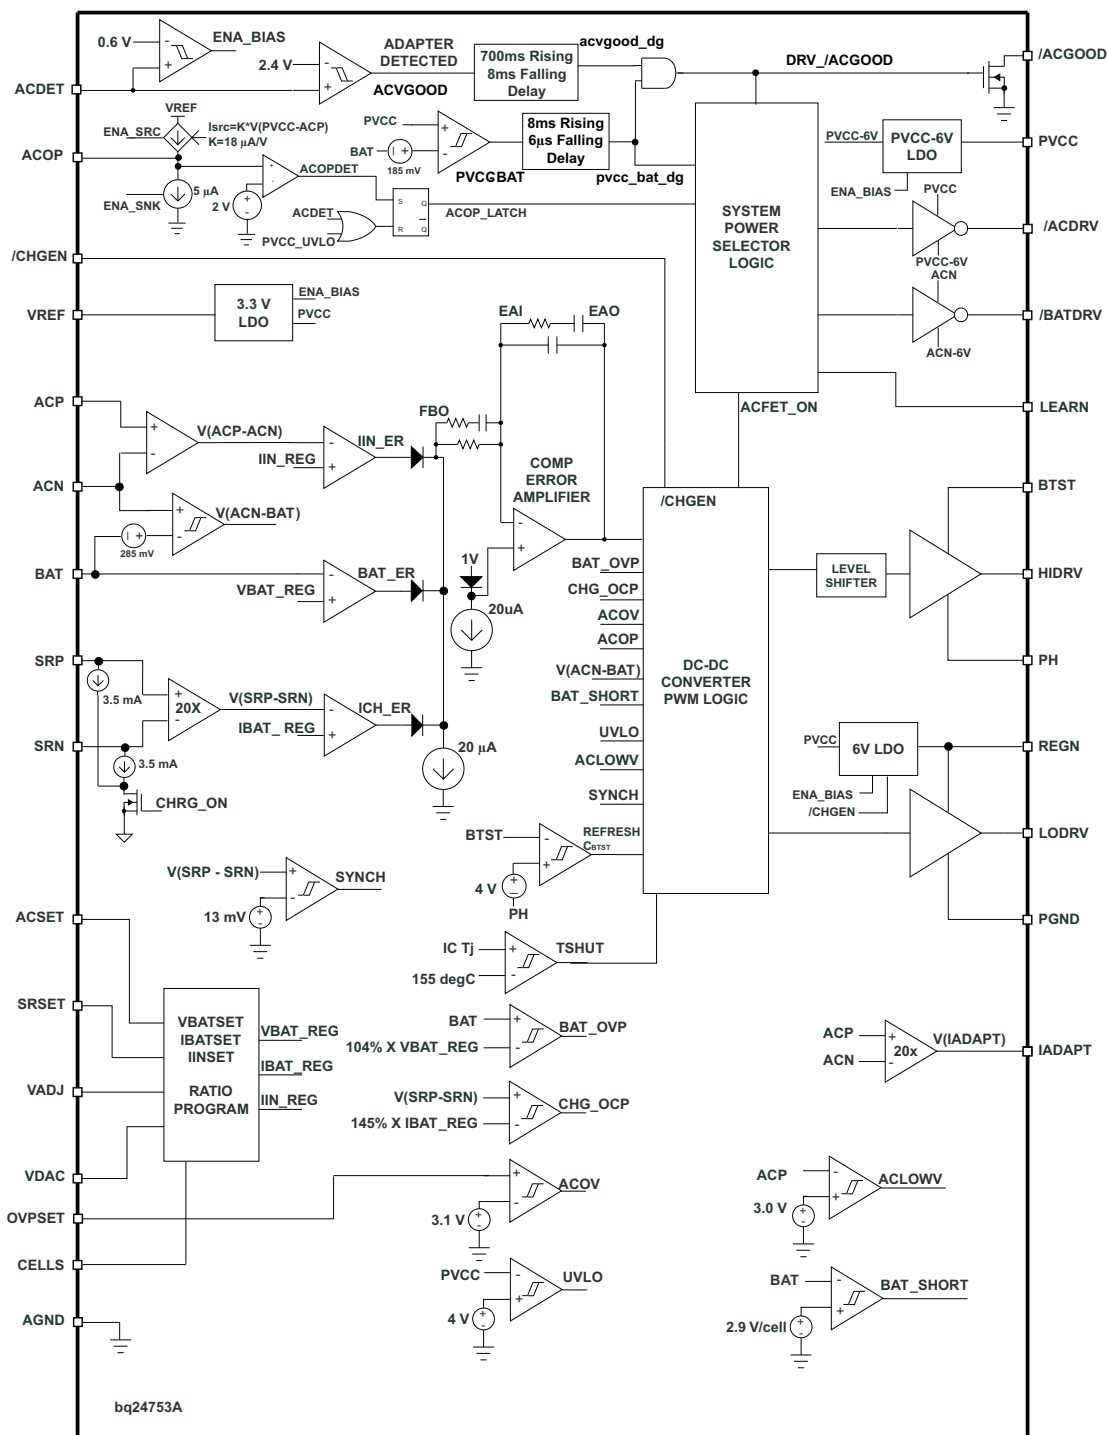 0.6 V
ENA_BIAS
2.4 V
ADAPTER
DETECTED
ACVGOOD
700ms Rising
8ms Falling
Delay
acvgood_dg
DRV_/ACGOOD
/ACGOOD
ACDET
VREF
ENA_SRC
Isrc=K*V(PVCC-ACP)
K=18 µA/V
ACOP
5 µA
ENA_SNK
2 V
+
-
ACOPDET
PVCC
BAT
185 mV
PVCGBAT
8ms Rising
6µs Falling
Delay
pvcc_bat_dg
ACDET
PVCC_UVLO
S
Q
R
Q
ACOP_LATCH
SYSTEM
POWER
SELECTOR
LOGIC
PVCC-6V
PVCC-6V
LDO
ENA_BIAS
PVCC
PVCC
PVCC-6V
/ACDRV
ACN
ACN-6V
/BATDRV
LEARN
ACFET_ON
/CHGEN
VREF
3.3 V
LDO
ENA_BIAS
PVCC
EAI
EAO
FBO
ACP
V(ACP-ACN)
IIN_REG
IIN_ER
COMP
ERROR
AMPLIFIER
ACN
V(ACN-BAT)
285 mV
BAT
VBAT_REG
BAT_ER
1V
20uA
SRP
3.5 mA
20X
V(SRP-SRN)
IBAT_ REG
ICH_ER
20 µA
SRN
3.5 mA
CHRG_ON
/CHGEN
BAT_OVP
CHG_OCP
ACOV
ACOP
V(ACN-BAT)
BAT_SHORT
UVLO
ACLOWV
SYNCH
DC-DC
CONVERTER
PWM LOGIC
LEVEL
SHIFTER
BTST
HIDRV
PH
PVCC
6V LDO
ENA_BIAS
/CHGEN
REGN
LODRV
PGND
BTST
REFRESH
CBTST
4 V
PH
V(SRP - SRN)
SYNCH
13 mV
IC Tj
TSHUT
155 degC
ACSET
SRSET
VADJ
VDAC
OVPSET
CELLS
AGND
VBATSET
IBATSET
IINSET
RATIO
PROGRAM
VBAT_REG
IBAT_REG
IIN_REG
BAT
BAT_OVP
104% X VBAT_REG
V(SRP-SRN)
CHG_OCP
145% X IBAT_REG
ACOV
3.1 V
PVCC
UVLO
4 V
ACP
ACN
20x
V(IADAPT)
IADAPT
ACP
ACLOWV
3.0 V
BAT
BAT_SHORT
2.9 V/cell
bq24753A